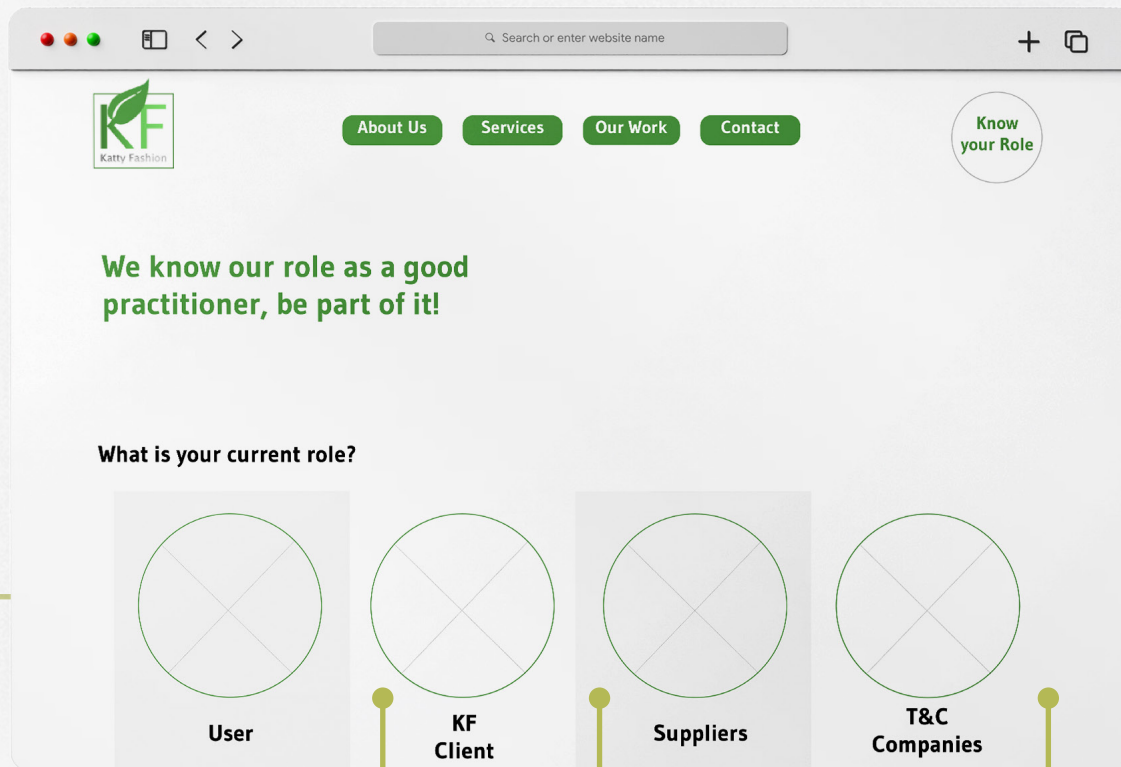 Search or enter website name
KF
Katty Fashion
About Us
Services
Our Work
Contact
Know
your Role
We know our role as a good
practitioner, be part of it!
What is your current role?
User
KF
Client
Suppliers
T&C
Companies